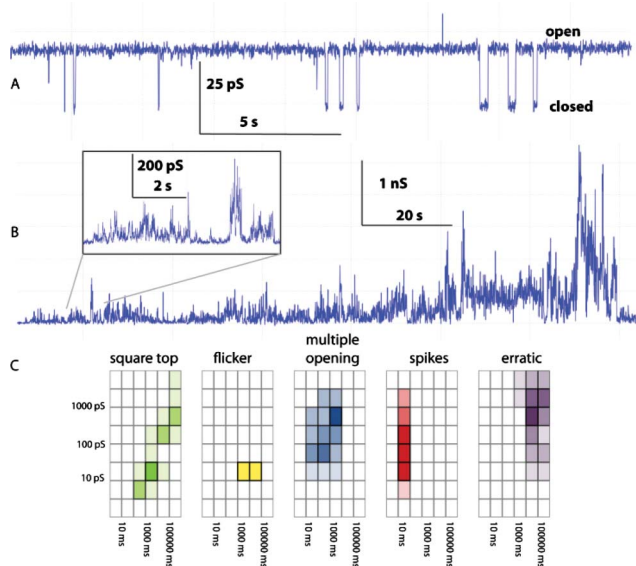 open
A
25 pS
closed
5 s
200 pS
2 s
1 nS
20 s
B
multiple
square top flicker opening spikes erratic
C
1000 pS
100 pS
10 pS
10 ms 1000 ms 100000 ms 10 ms 1000 ms 100000 ms 10 ms 1000 ms 100000 ms 10 ms 1000 ms 100000 ms 10 ms 1000 ms 100000 ms